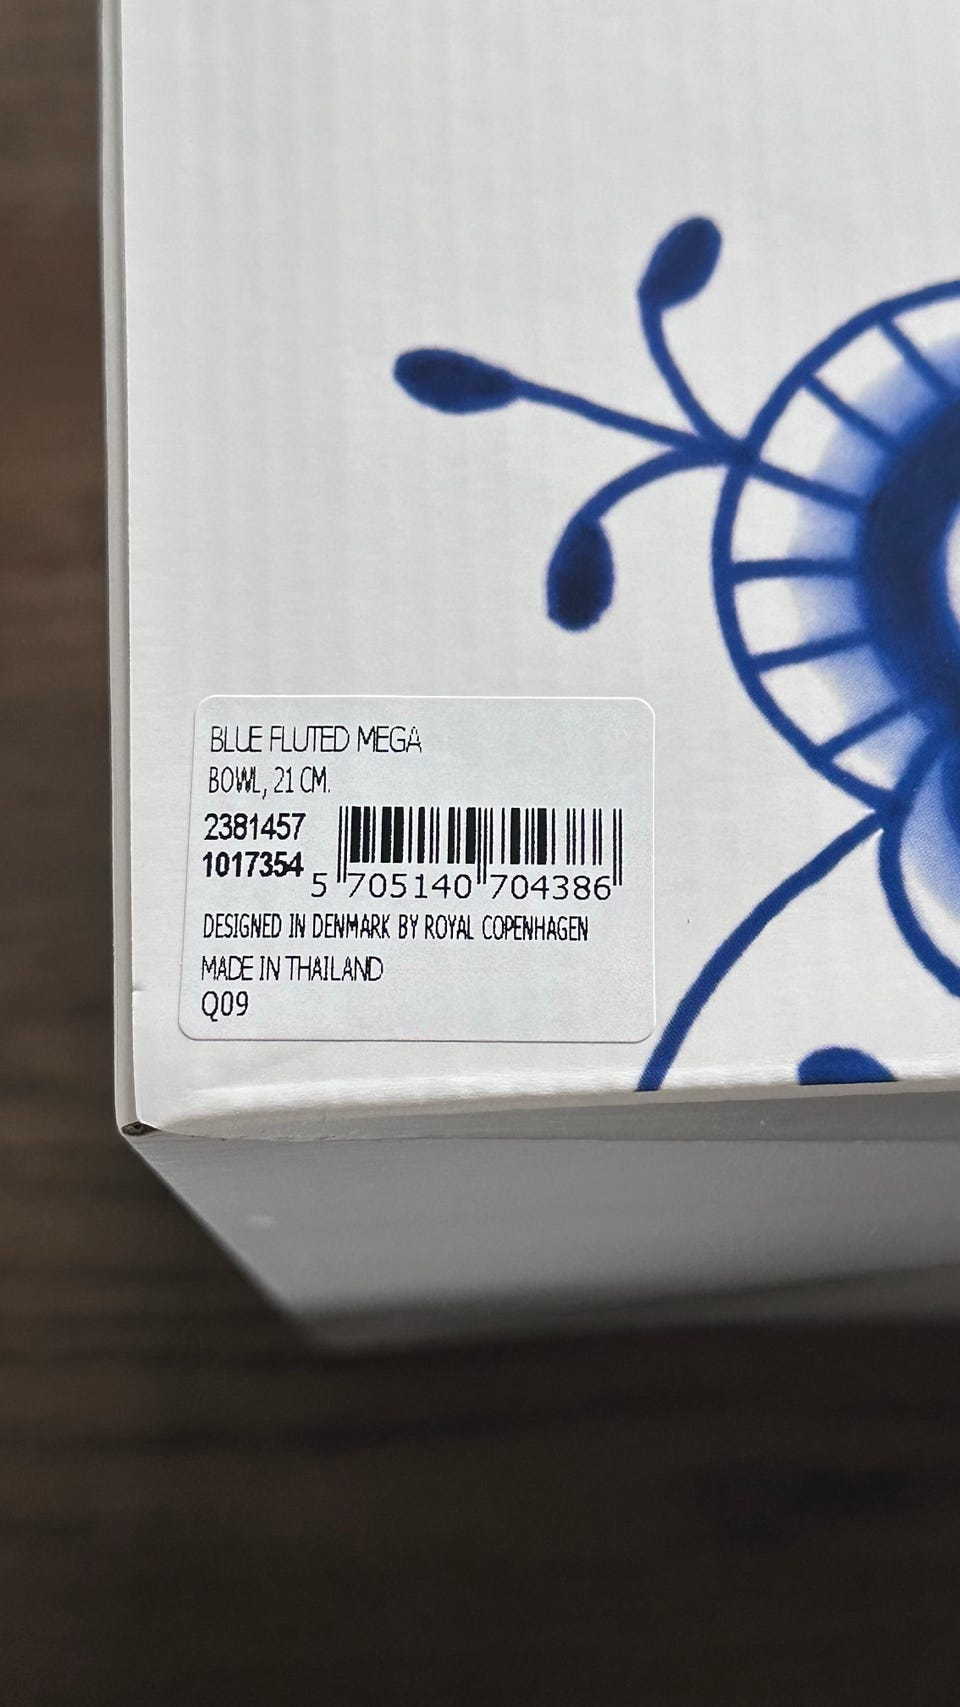 BLUE FLUTED MEGA
BOWL, 21 CM.
2381457
1017354
5 705140 704386
DESIGNED IN DENMARK BY ROYAL COPENHAGEN
MADE IN THAILAND
Q09